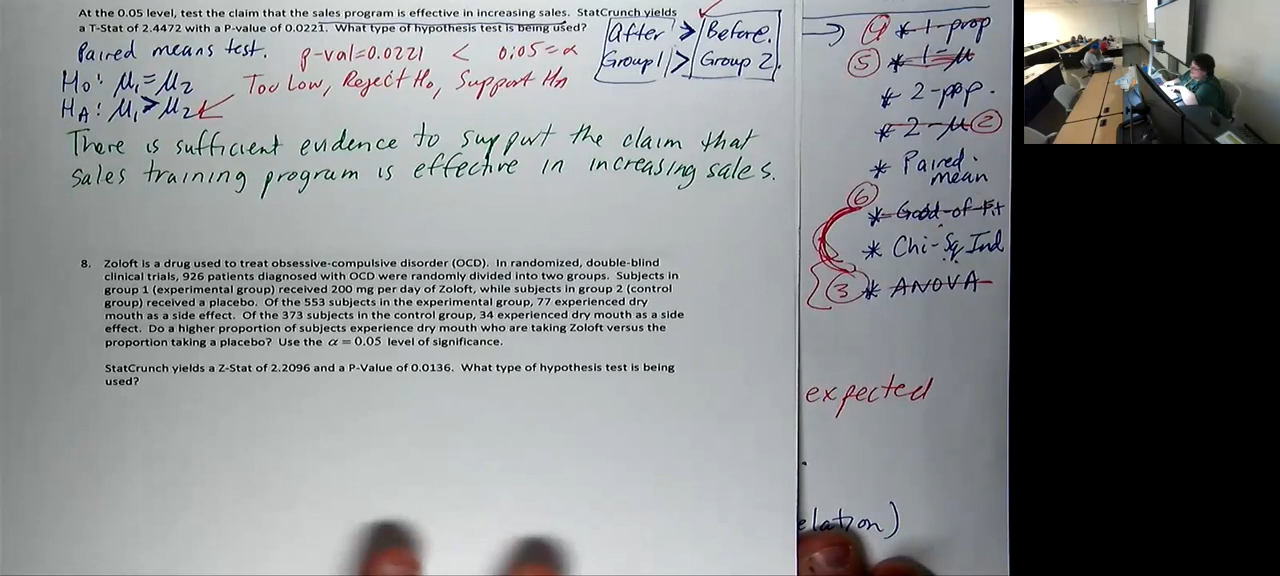 At the 0.05 level, test the claim that the sales program is effective in increasing sales. StatCrunch yields
a T-Stat of 2.4472 with a P-value of 0.0221. What type of hypothesis test is being used?
Paired means test. p-val=0.0221 < 0.05=α
H0: μ1=μ2 Too Low, Reject H0, Support HA
HA: μ1>μ2
After > Before.
Group 1 > Group 2.
There is sufficient evidence to support the claim that
sales training program is effective in increasing sales.
8. Zoloft is a drug used to treat obsessive-compulsive disorder (OCD). In randomized, double-blind
clinical trials, 926 patients diagnosed with OCD were randomly divided into two groups. Subjects in
group 1 (experimental group) received 200 mg per day of Zoloft, while subjects in group 2 (control
group) received a placebo. Of the 553 subjects in the experimental group, 77 experienced dry
mouth as a side effect. Of the 373 subjects in the control group, 34 experienced dry mouth as a side
effect. Do a higher proportion of subjects experience dry mouth who are taking Zoloft versus the
proportion taking a placebo? Use the α = 0.05 level of significance.
StatCrunch yields a Z-Stat of 2.2096 and a P-Value of 0.0136. What type of hypothesis test is being
used?
* 1-prop
⑤ * 1-μ
* 2-prop.
* 2-μ ②
* Paired
mean
⑥
* Good-of-Fit
* Chi-Sq Ind
③ * ANOVA
expected
elation)